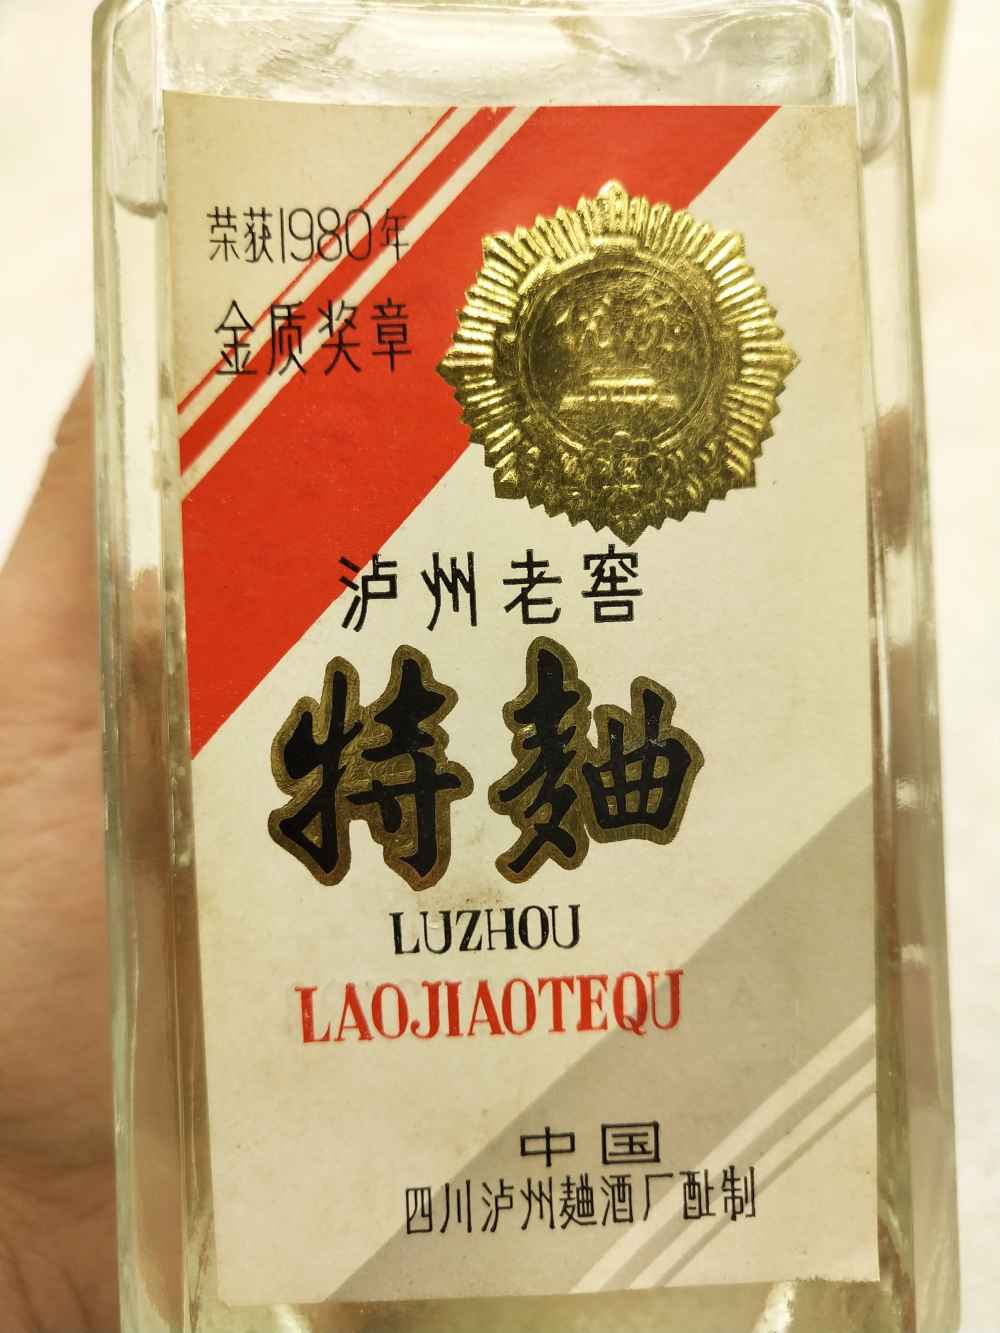 荣获1980年
金质奖章
泸州老窖
特麯
LUZHOU
LAOJIAOTEQU
中国
四川泸州麯酒厂酿制